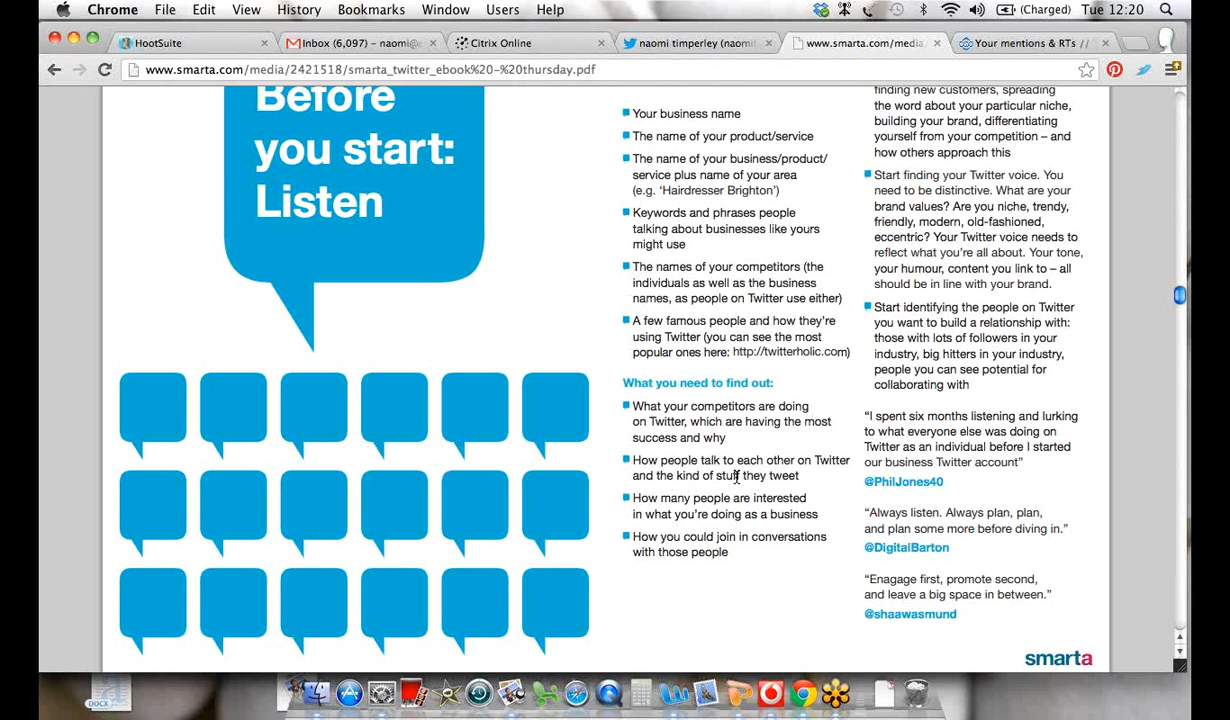 Chrome File Edit View History Bookmarks Window Users Help (Charged) Tue 12:20
HootSuite
Inbox (6,097) – naomi@e
Citrix Online
naomi timperley (naomit
www.smarta.com/media
Your mentions & RTs //
www.smarta.com/media/2421518/smarta_twitter_ebook%20-%20thursday.pdf
Before
you start:
Listen
Your business name
The name of your product/service
The name of your business/product/
service plus name of your area
(e.g. ‘Hairdresser Brighton’)
Keywords and phrases people
talking about businesses like yours
might use
The names of your competitors (the
individuals as well as the business
names, as people on Twitter use either)
A few famous people and how they’re
using Twitter (you can see the most
popular ones here: http://twitterholic.com)
What you need to find out:
What your competitors are doing
on Twitter, which are having the most
success and why
How people talk to each other on Twitter
and the kind of stuff they tweet
How many people are interested
in what you’re doing as a business
How you could join in conversations
with those people
finding new customers, spreading
the word about your particular niche,
building your brand, differentiating
yourself from your competition – and
how others approach this
Start finding your Twitter voice. You
need to be distinctive. What are your
brand values? Are you niche, trendy,
friendly, modern, old-fashioned,
eccentric? Your Twitter voice needs to
reflect what you’re all about. Your tone,
your humour, content you link to – all
should be in line with your brand.
Start identifying the people on Twitter
you want to build a relationship with:
those with lots of followers in your
industry, big hitters in your industry,
people you can see potential for
collaborating with
“I spent six months listening and lurking
to what everyone else was doing on
Twitter as an individual before I started
our business Twitter account”
@PhilJones40
“Always listen. Always plan, plan,
and plan some more before diving in.”
@DigitalBarton
“Enagage first, promote second,
and leave a big space in between.”
@shaawasmund
smarta
DOCX